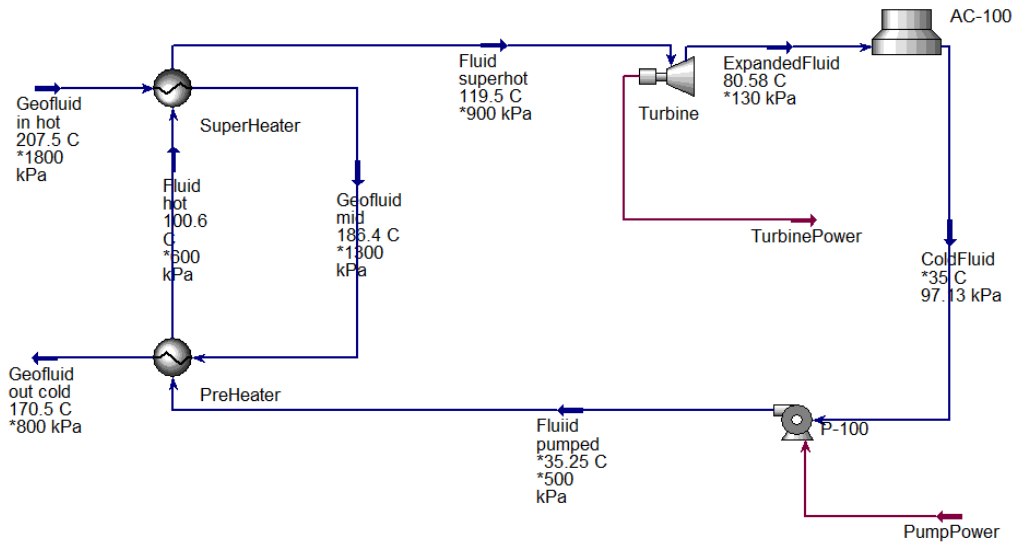 AC-100
Fluid
superhot
119.5 C
*900 kPa
ExpandedFluid
80.58 C
*130 kPa
Turbine
Geofluid
in hot
207.5 C
*1800
kPa
SuperHeater
Fluid
hot
100.6
C
*600
kPa
Geofluid
mid
186.4 C
*1300
kPa
TurbinePower
ColdFluid
*35 C
97.13 kPa
Geofluid
out cold
170.5 C
*800 kPa
PreHeater
Fluiid
pumped
*35.25 C
*500
kPa
P-100
PumpPower